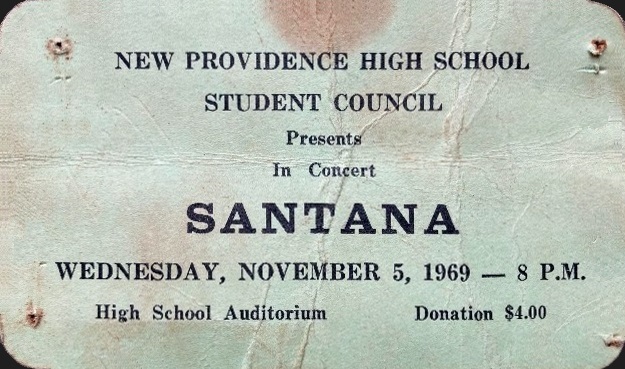 NEW PROVIDENCE HIGH SCHOOL
STUDENT COUNCIL
Presents
In Concert
SANTANA
WEDNESDAY, NOVEMBER 5, 1969 — 8 P.M.
High School Auditorium Donation $4.00